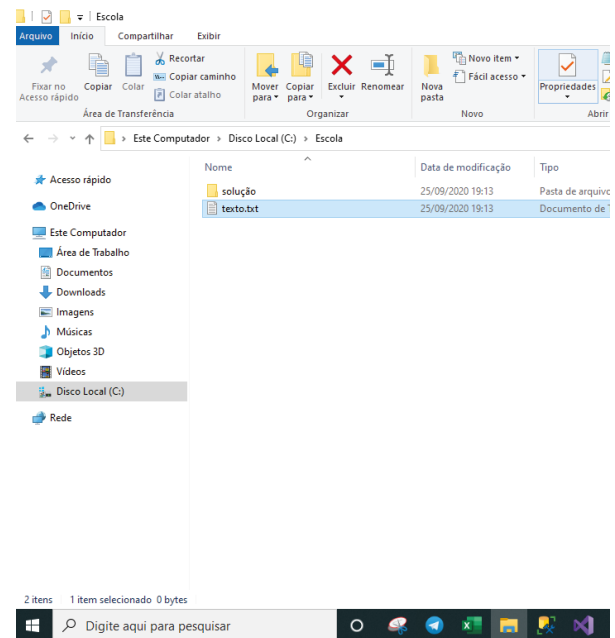 Escola
Arquivo Início Compartilhar Exibir
Fixar no Acesso rápido
Copiar
Colar
Recortar
Copiar caminho
Colar atalho
Mover para
Copiar para
Excluir
Renomear
Nova pasta
Novo item
Fácil acesso
Propriedades
Área de Transferência Organizar Novo Abrir
Este Computador > Disco Local (C:) > Escola
Nome Data de modificação Tipo
solução 25/09/2020 19:13 Pasta de arquivo
texto.txt 25/09/2020 19:13 Documento de
Acesso rápido
OneDrive
Este Computador
Área de Trabalho
Documentos
Downloads
Imagens
Músicas
Objetos 3D
Vídeos
Disco Local (C:)
Rede
2 itens 1 item selecionado 0 bytes
Digite aqui para pesquisar